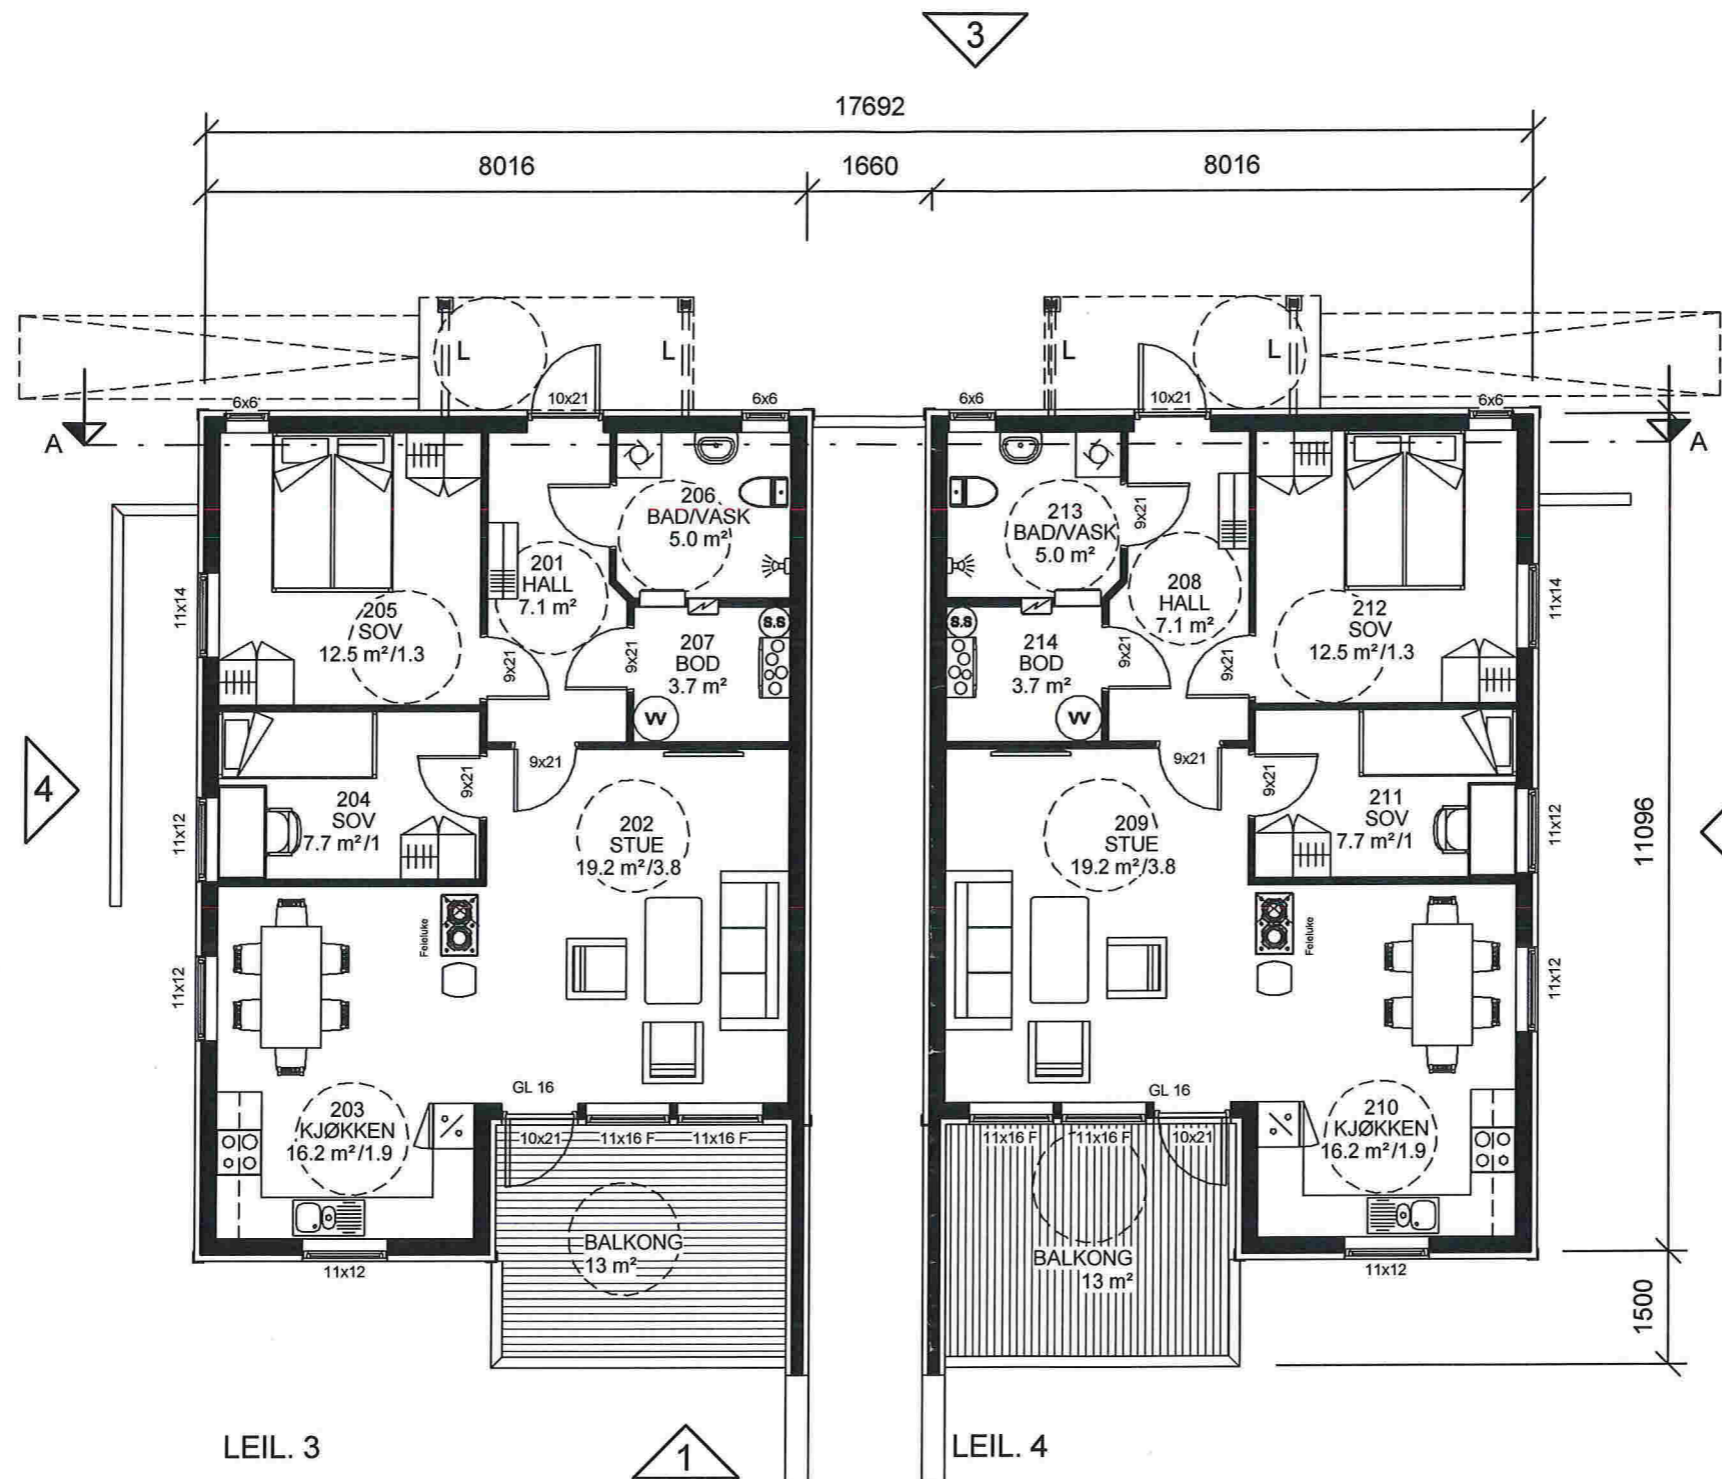 3
17692
8016
1660
8016
L
L
L
L
6x6
10x21
6x6
6x6
10x21
6x6
A
A
206
BAD/VASK
5.0 m²
213
BAD/VASK
5.0 m²
9x21
201
HALL
7.1 m²
208
HALL
7.1 m²
11x14
205
SOV
12.5 m²/1.3
9x21
9x21
207
BOD
3.7 m²
S.S
VV
S.S
214
BOD
3.7 m²
VV
9x21
9x21
212
SOV
12.5 m²/1.3
11x14
4
9x21
9x21
9x21
9x21
11x12
204
SOV
7.7 m²/1
202
STUE
19.2 m²/3.8
209
STUE
19.2 m²/3.8
211
SOV
7.7 m²/1
11x12
11096
Feieluke
Feieluke
11x12
11x12
GL 16
GL 16
203
KJØKKEN
16.2 m²/1.9
210
KJØKKEN
16.2 m²/1.9
10x21
11x16 F
11x16 F
11x16 F
11x16 F
10x21
BALKONG
13 m²
BALKONG
13 m²
11x12
11x12
1500
LEIL. 3
1
LEIL. 4